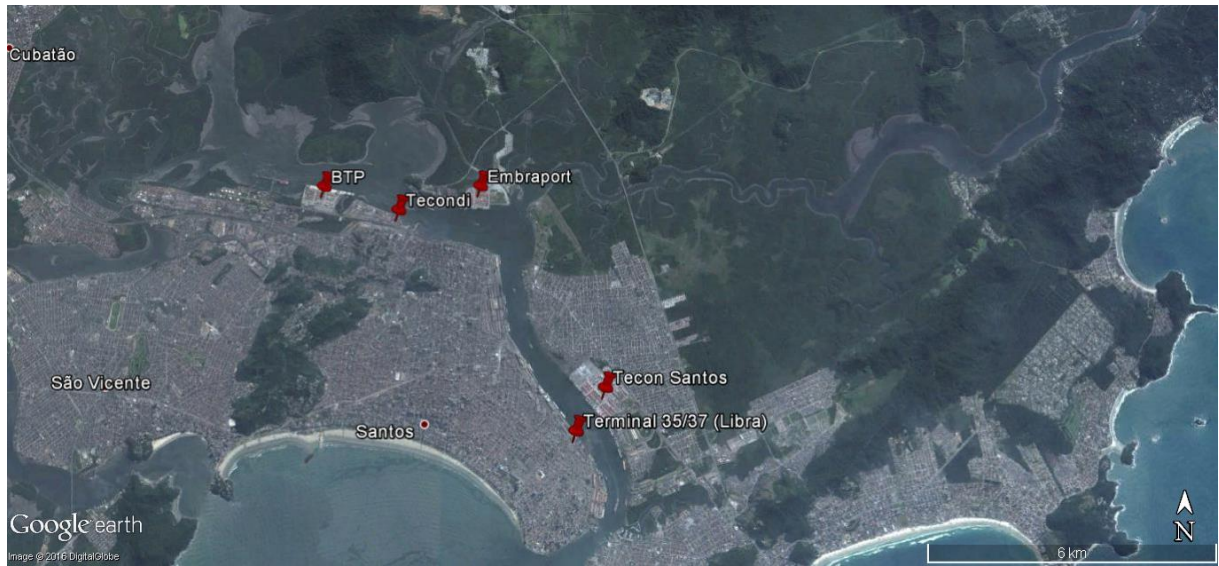 Cubatão
BTP
Embraport
Tecondi
Tecon Santos
São Vicente
Terminal 35/37 (Libra)
Santos
Google earth
N
Image © 2016 DigitalGlobe
6 km